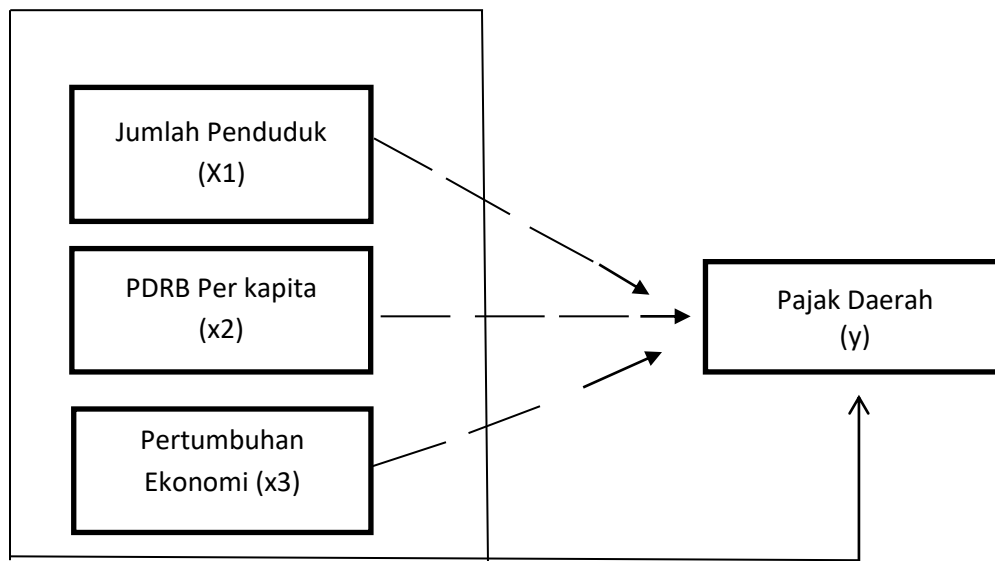 Jumlah Penduduk
(X1)
PDRB Per kapita
(x2)
Pertumbuhan
Ekonomi (x3)
Pajak Daerah
(y)